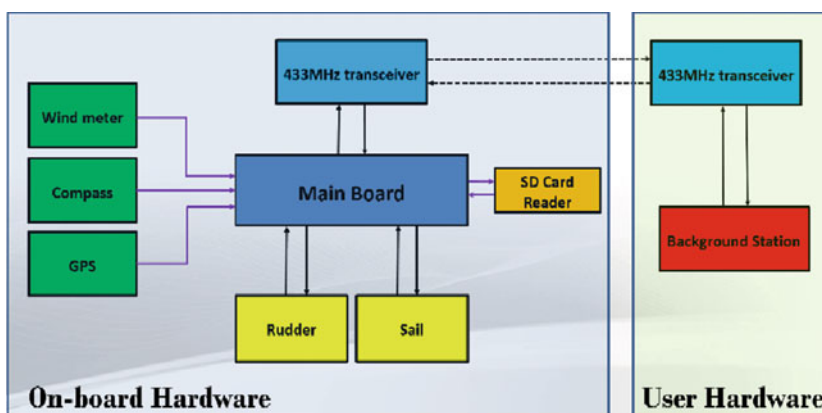 433MHz transceiver
433MHz transceiver
Wind meter
Compass
GPS
Main Board
SD Card
Reader
Background Station
Rudder
Sail
On-board Hardware
User Hardware